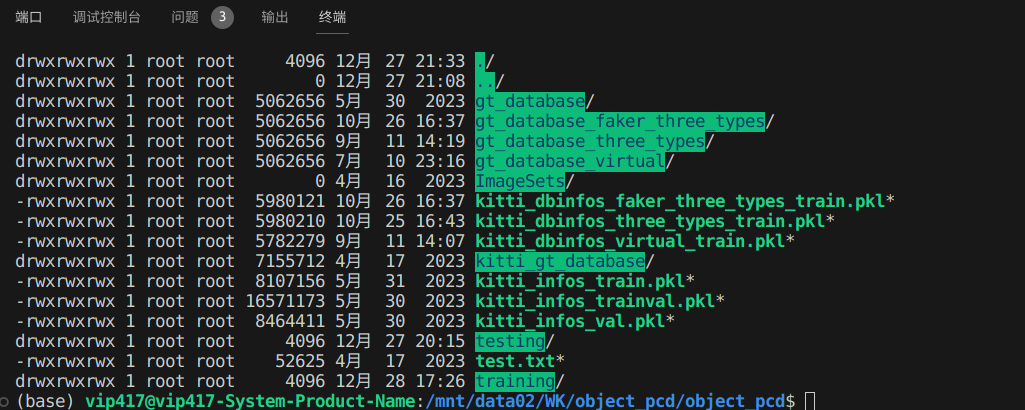 端口 调试控制台 问题 3 输出 终端
drwxrwxrwx 1 root root 4096 12月 27 21:33 ./
drwxrwxrwx 1 root root 0 12月 27 21:08 ../
drwxrwxrwx 1 root root 5062656 5月 30 2023 gt_database/
drwxrwxrwx 1 root root 5062656 10月 26 16:37 gt_database_faker_three_types/
drwxrwxrwx 1 root root 5062656 9月 11 14:19 gt_database_three_types/
drwxrwxrwx 1 root root 5062656 7月 10 23:16 gt_database_virtual/
drwxrwxrwx 1 root root 0 4月 16 2023 ImageSets/
-rwxrwxrwx 1 root root 5980121 10月 26 16:37 kitti_dbinfos_faker_three_types_train.pkl*
-rwxrwxrwx 1 root root 5980210 10月 25 16:43 kitti_dbinfos_three_types_train.pkl*
-rwxrwxrwx 1 root root 5782279 9月 11 14:07 kitti_dbinfos_virtual_train.pkl*
drwxrwxrwx 1 root root 7155712 4月 17 2023 kitti_gt_database/
-rwxrwxrwx 1 root root 8107156 5月 31 2023 kitti_infos_train.pkl*
-rwxrwxrwx 1 root root 16571173 5月 30 2023 kitti_infos_trainval.pkl*
-rwxrwxrwx 1 root root 8464411 5月 30 2023 kitti_infos_val.pkl*
drwxrwxrwx 1 root root 4096 12月 27 20:15 testing/
-rwxrwxrwx 1 root root 52625 4月 17 2023 test.txt*
drwxrwxrwx 1 root root 4096 12月 28 17:26 training/
(base) vip417@vip417-System-Product-Name:/mnt/data02/WK/object_pcd/object_pcd$